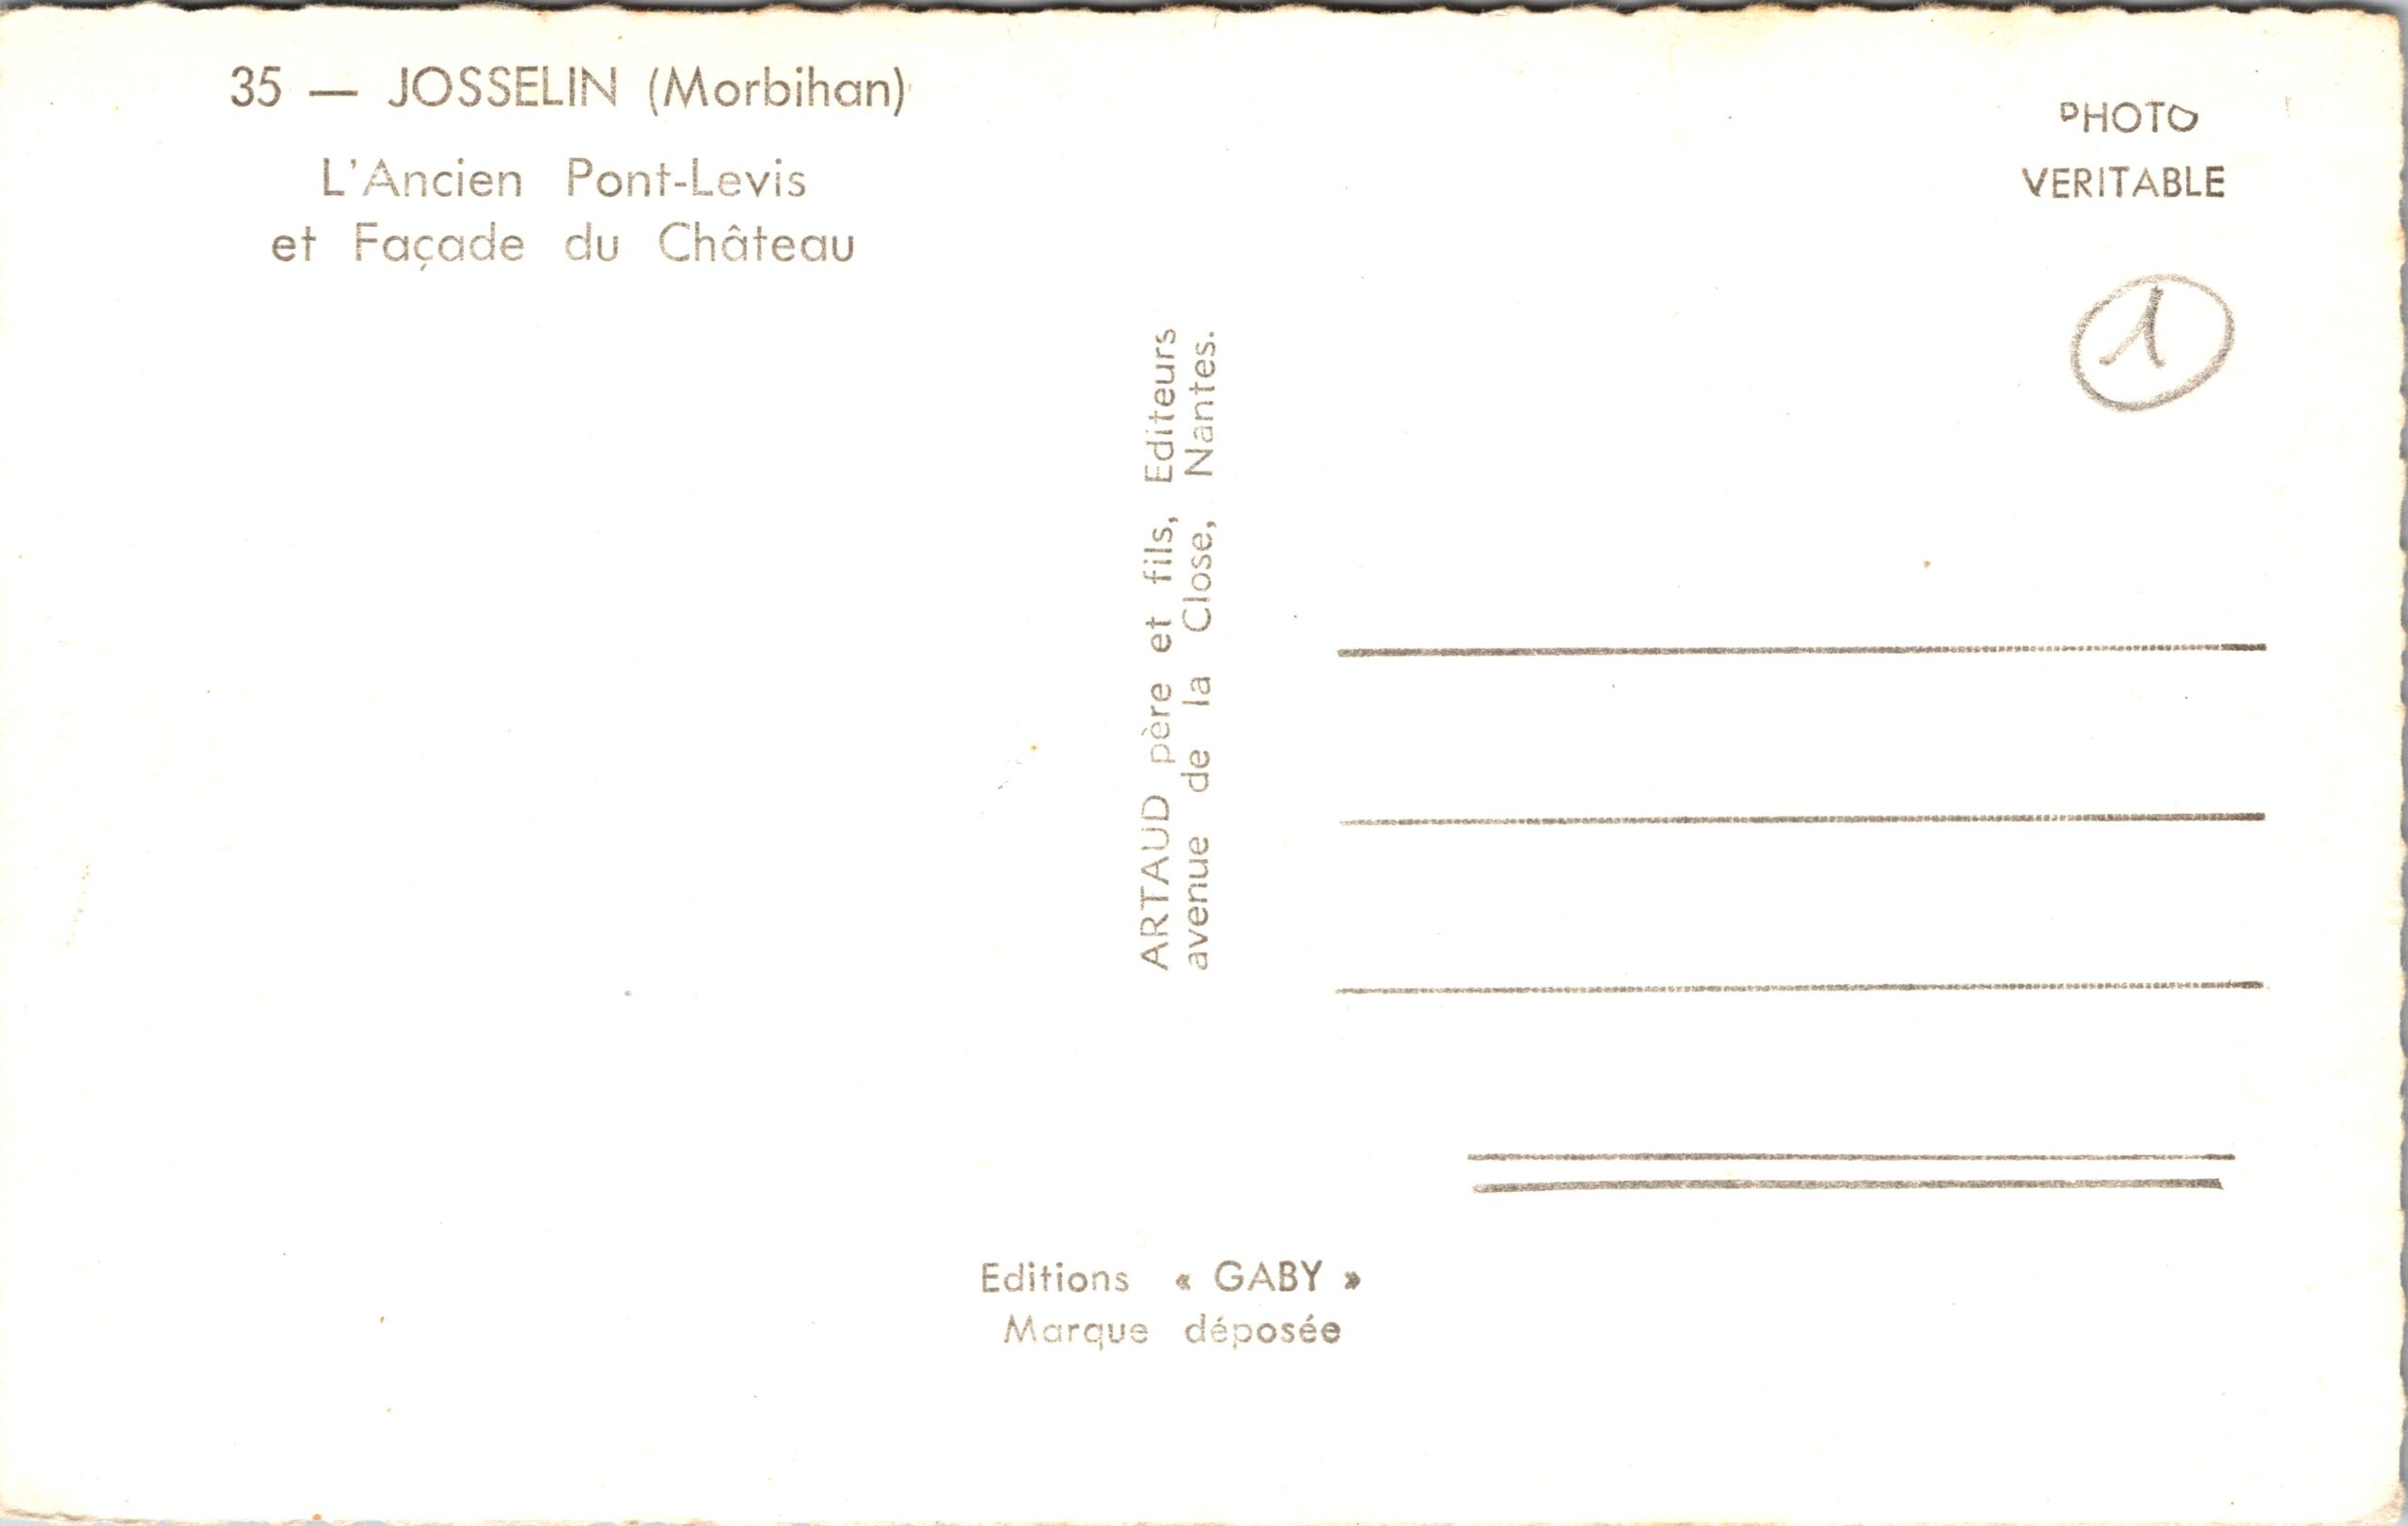 35 — JOSSELIN (Morbihan)
L'Ancien Pont-Levis
et Façade du Château
ARTAUD père et fils, Editeurs
avenue de la Close, Nantes.
PHOTO
VERITABLE
1
Editions « GABY »
Marque déposée